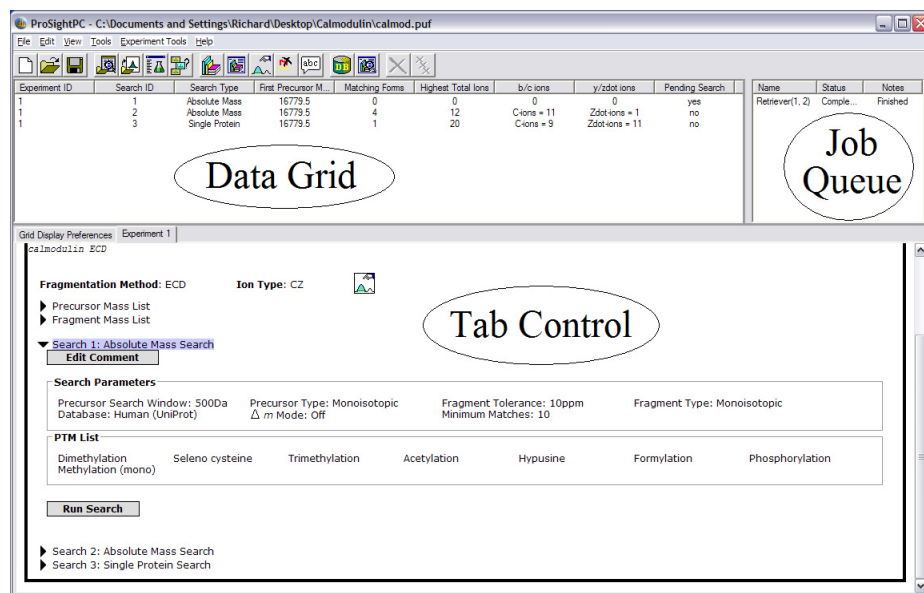 ProSightPC - C:\Documents and Settings\Richard\Desktop\Calmodulin\calmod.puf
File Edit View Tools Experiment Tools Help
abc
DB
Experiment ID Search ID Search Type First Precursor M... Matching Forms Highest Total Ions b/c ions y/zdot ions Pending Search
1 1 Absolute Mass 16779.5 0 0 0 0 yes
1 2 Absolute Mass 16779.5 4 12 C-ions = 11 Zdot-ions = 1 no
1 3 Single Protein 16779.5 1 20 C-ions = 9 Zdot-ions = 11 no
Data Grid
Name Status Notes
Retriever(1, 2) Comple... Finished
Job
Queue
Grid Display Preferences Experiment 1
calmodulin ECD
Fragmentation Method: ECD Ion Type: CZ
Precursor Mass List
Fragment Mass List
Tab Control
Search 1: Absolute Mass Search
Edit Comment
Search Parameters
Precursor Search Window: 500Da Precursor Type: Monoisotopic Fragment Tolerance: 10ppm Fragment Type: Monoisotopic
Database: Human (UniProt) Δ m Mode: Off Minimum Matches: 10
PTM List
Dimethylation Seleno cysteine Trimethylation Acetylation Hypusine Formylation Phosphorylation
Methylation (mono)
Run Search
Search 2: Absolute Mass Search
Search 3: Single Protein Search